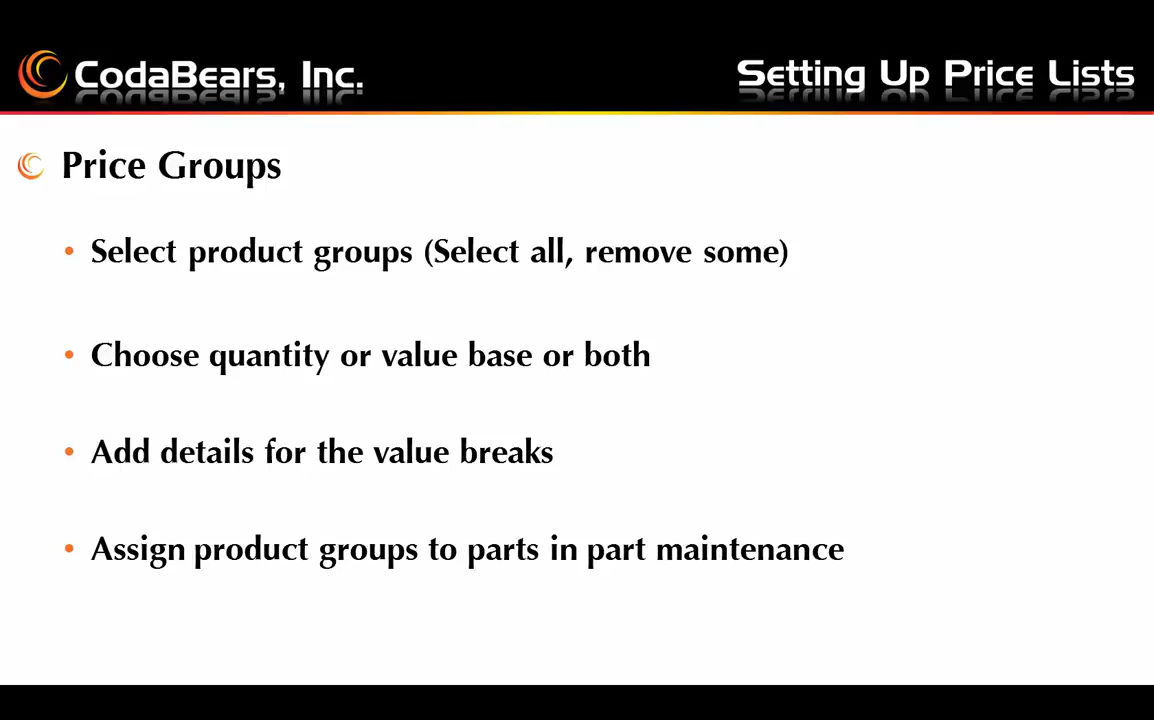 CodaBears, Inc.
Setting Up Price Lists
Price Groups
• Select product groups (Select all, remove some)
• Choose quantity or value base or both
• Add details for the value breaks
• Assign product groups to parts in part maintenance